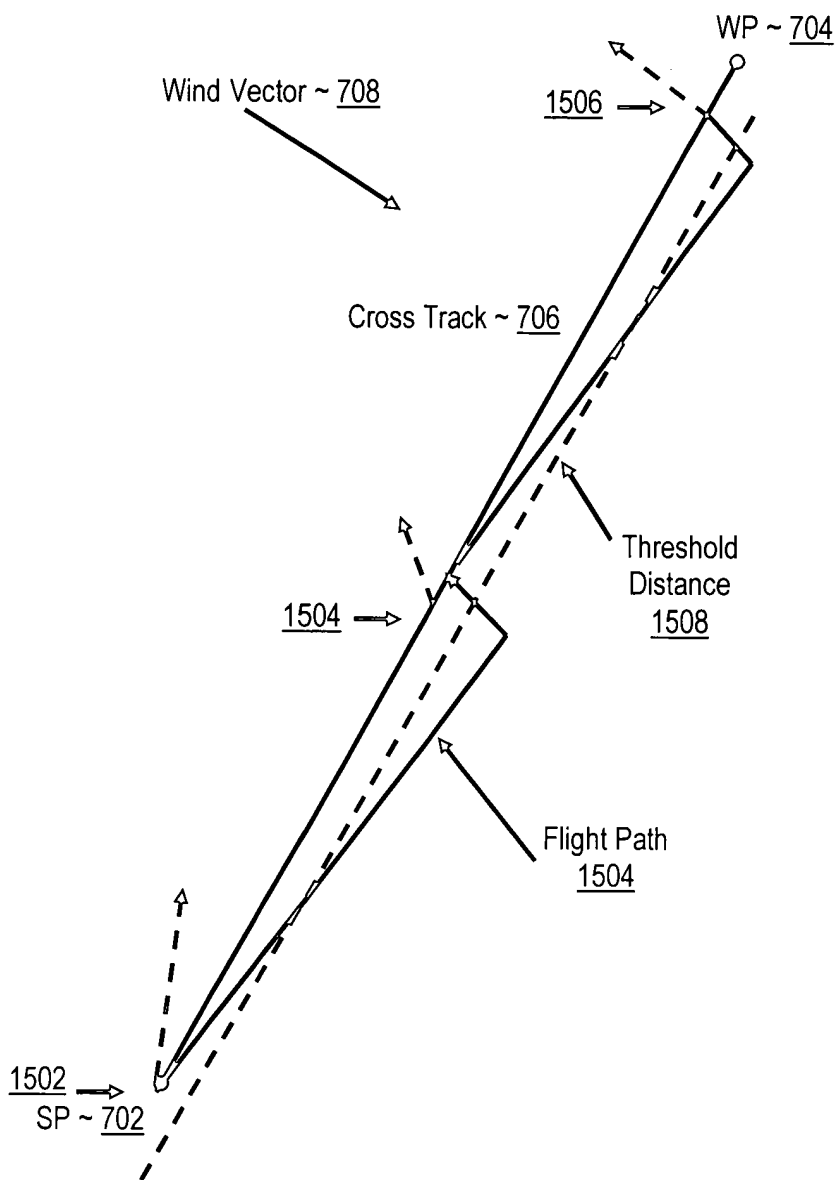 WP ~ 704
Wind Vector ~ 708
1506
Cross Track ~ 706
Threshold
Distance
1508
1504
Flight Path
1504
1502
SP ~ 702